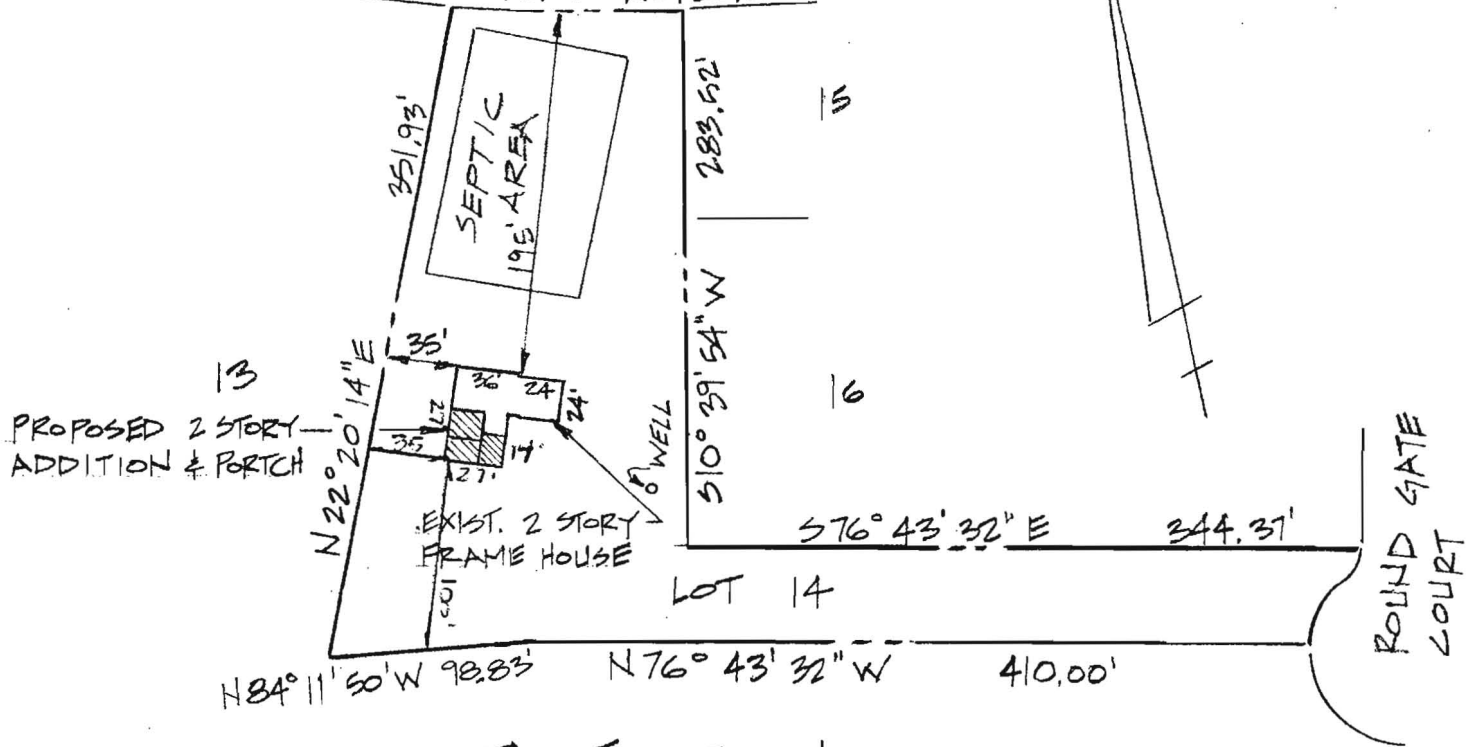 351.93'
SEPTIC
AREA
195'
283.52'
15
S10° 39' 54" W
16
35'
36'
24
24'
27
13
PROPOSED 2 STORY
ADDITION & PORTCH
N 22° 20' 14" E
35
14'
27'
WELL
EXIST. 2 STORY
FRAME HOUSE
S76° 43' 32" E 344.37'
ROUND GATE
COURT
LOT 14
N84° 11' 50" W 98.83'
N76° 43' 32" W 410.00'